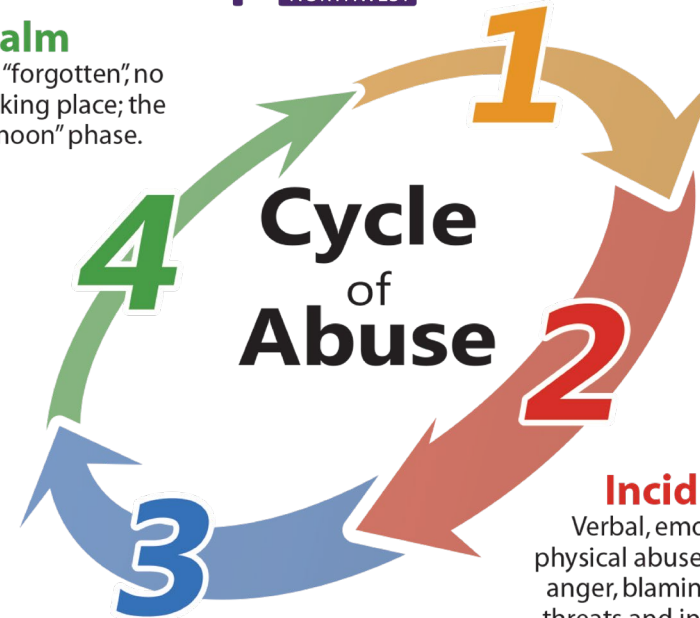 alm
"forgotten", no
king place; the
moon" phase.
1
Cycle
of
Abuse
4
2
3
Incid
Verbal, emo
physical abuse
anger, blamin